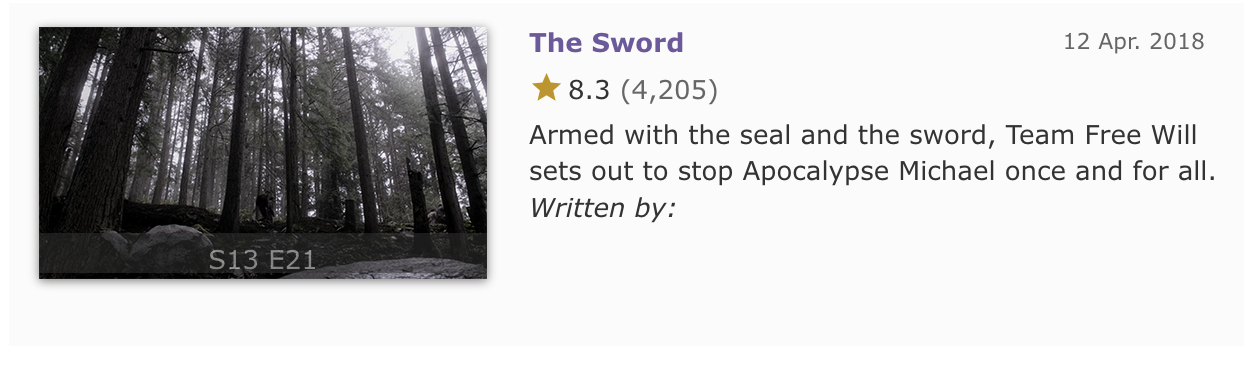 The Sword
12 Apr. 2018
8.3 (4,205)
Armed with the seal and the sword, Team Free Will
sets out to stop Apocalypse Michael once and for all.
Written by:
S13 E21